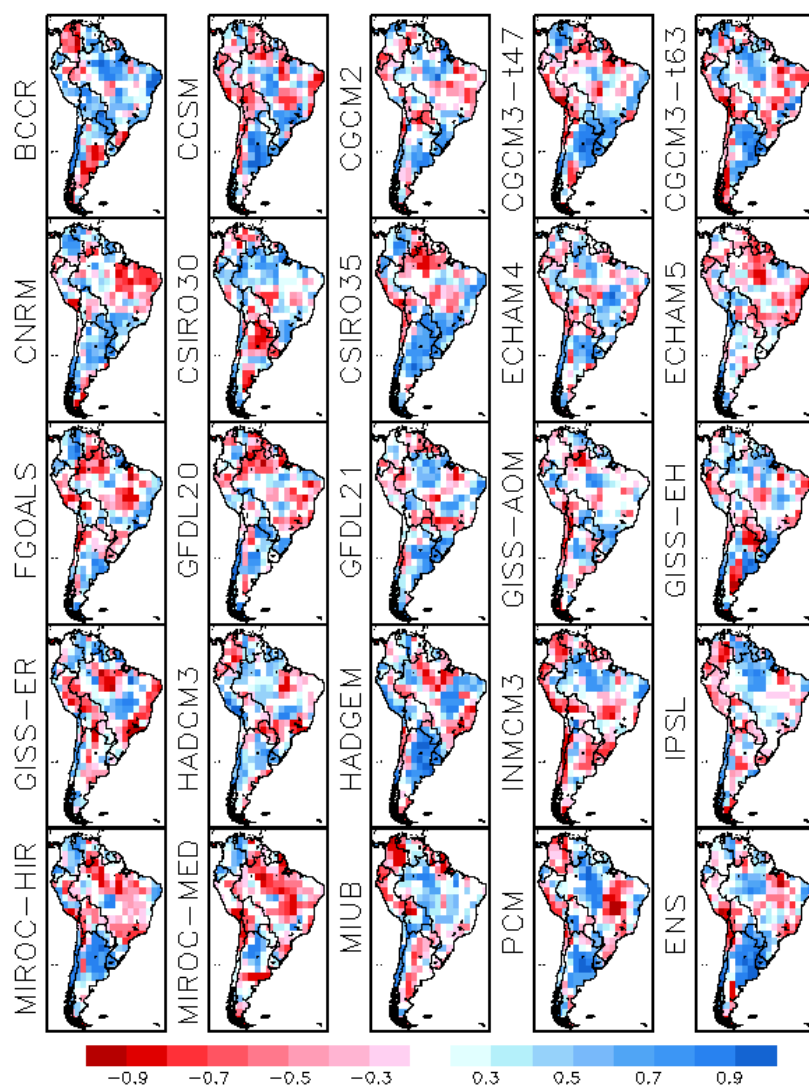 BCCR
CCSM
CGCM2
CGCM3-t47
CGCM3-t63
CNRM
CSIRO30
CSIRO35
ECHAM4
ECHAM5
FGOALS
GFDL20
GFDL21
GISS-AOM
GISS-EH
GISS-ER
HADCM3
HADGEM
INMCM3
IPSL
MIROC-HIR
MIROC-MED
MIUB
PCM
ENS
-0.9 -0.7 -0.5 -0.3 0.3 0.5 0.7 0.9